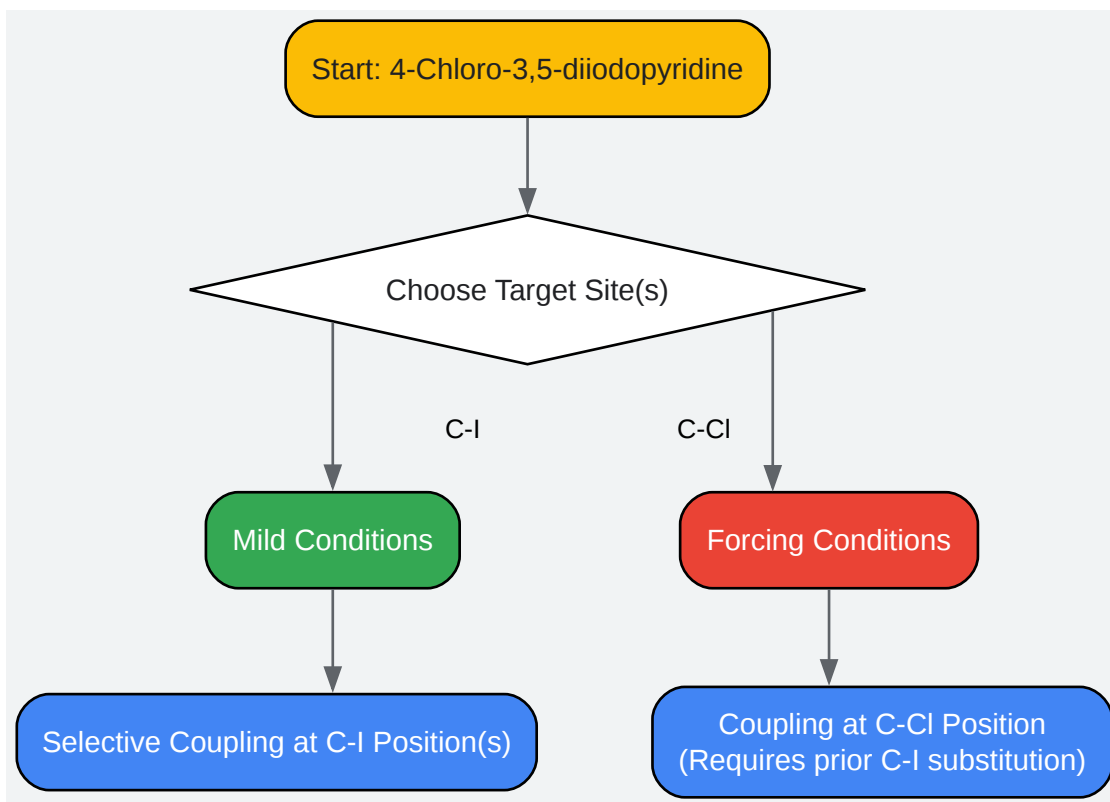 Start: 4-Chloro-3,5-diiodopyridine
Choose Target Site(s)
C-I
C-Cl
Mild Conditions
Forcing Conditions
Selective Coupling at C-I Position(s)
Coupling at C-Cl Position
(Requires prior C-I substitution)